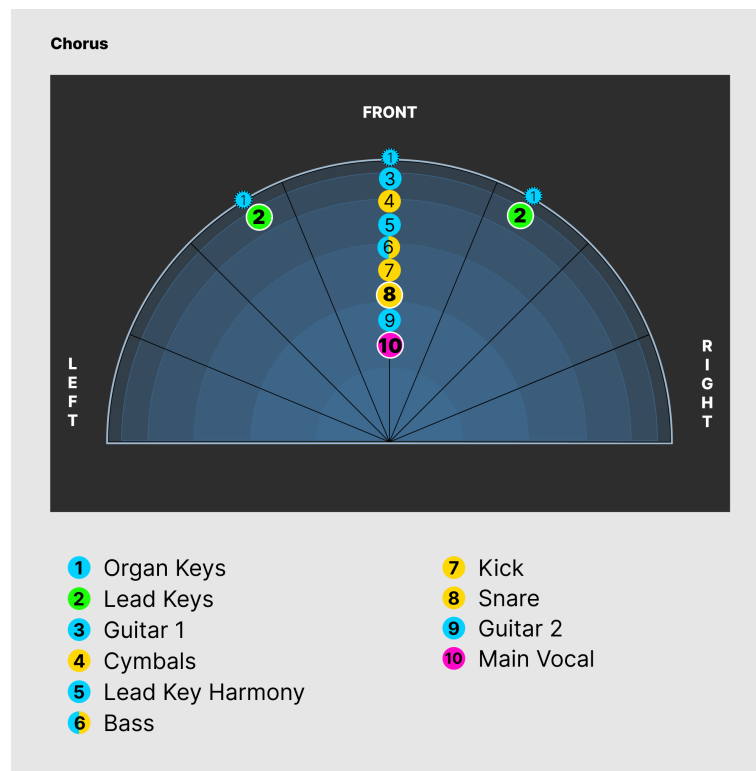 Chorus
FRONT
1
1
1
3
2
2
4
5
6
7
8
9
10
LEFT
RIGHT
1 Organ Keys
2 Lead Keys
3 Guitar 1
4 Cymbals
5 Lead Key Harmony
6 Bass
7 Kick
8 Snare
9 Guitar 2
10 Main Vocal